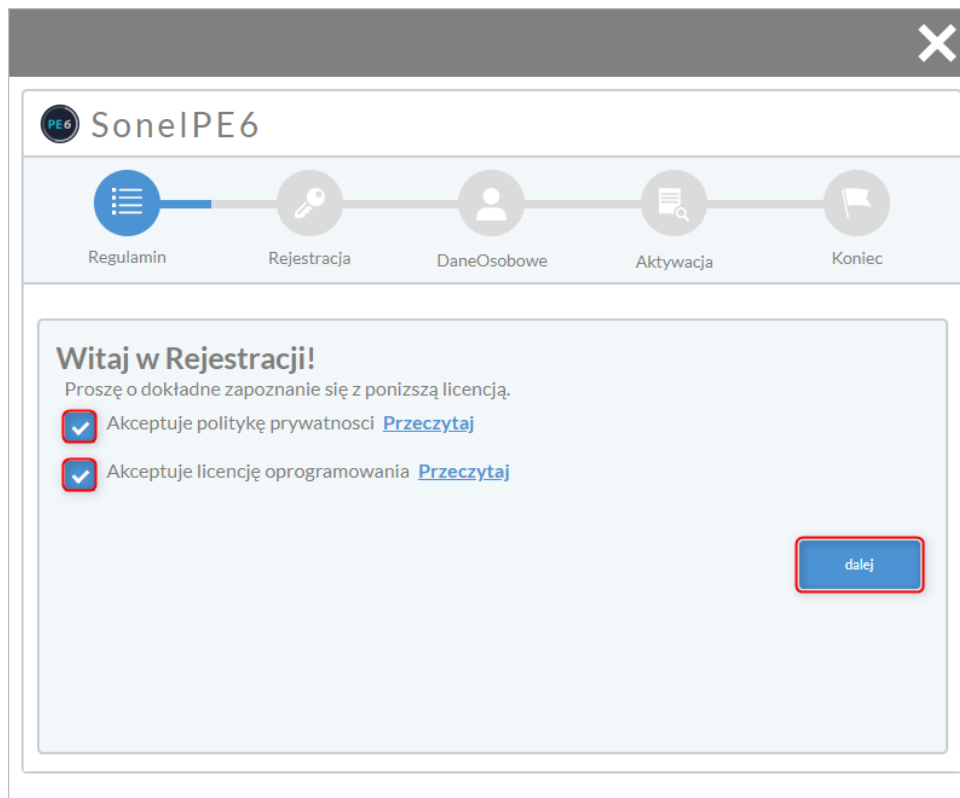 PE6 SonelPE6
Regulamin Rejestracja DaneOsobowe Aktywacja Koniec
Witaj w Rejestracji!
Proszę o dokładne zapoznanie się z ponizszą licencją.
Akceptuje politykę prywatnosci Przeczytaj
Akceptuje licencję oprogramowania Przeczytaj
dalej